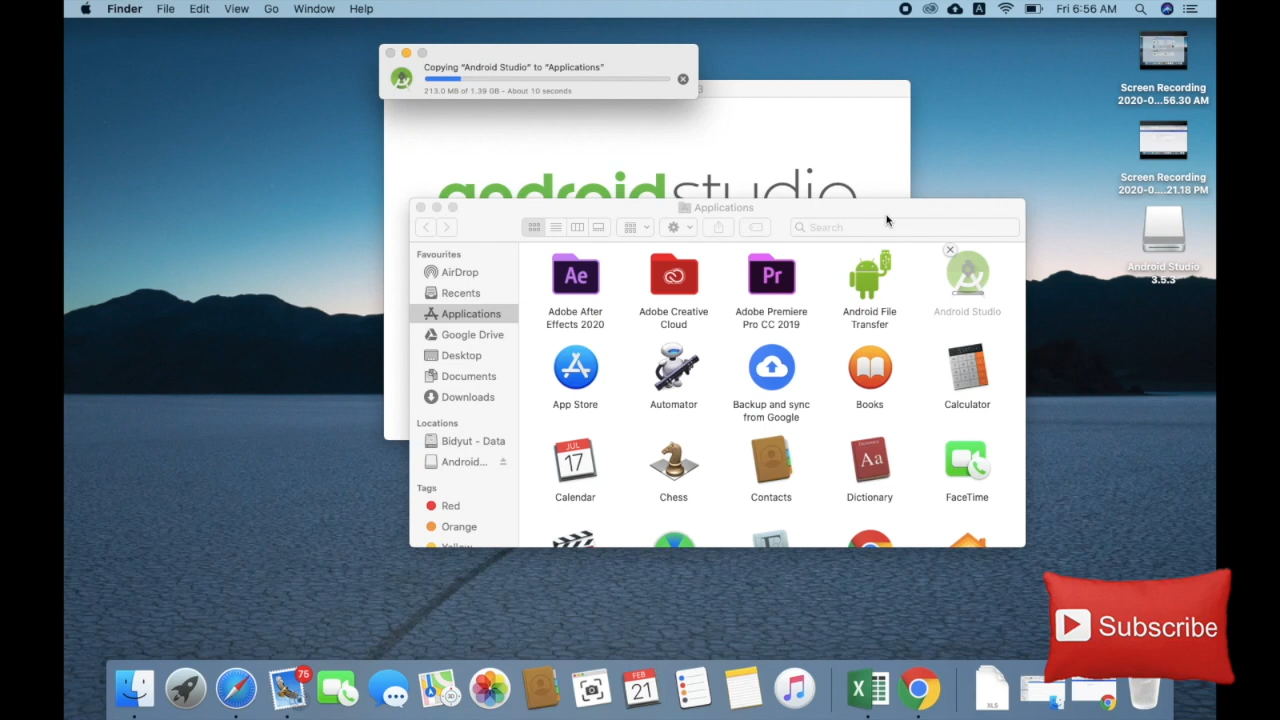 Finder File Edit View Go Window Help
A
Fri 6:56 AM
Copying “Android Studio” to “Applications”
213.0 MB of 1.39 GB - About 10 seconds
3
android studio
Applications
Search
Favourites
AirDrop
Recents
Applications
Google Drive
Desktop
Documents
Downloads
Locations
Bidyut - Data
Android...
Tags
Red
Orange
Yellow
Ae
Pr
Adobe After
Effects 2020
Adobe Creative
Cloud
Adobe Premiere
Pro CC 2019
Android File
Transfer
Android Studio
App Store
Automator
Backup and sync
from Google
Books
Calculator
JUL
17
Aa
Calendar
Chess
Contacts
Dictionary
FaceTime
Screen Recording
2020-0...56.30 AM
Screen Recording
2020-0....21.18 PM
Android Studio
3.5.3
Subscribe
75
3D
FEB
21
X
XLS